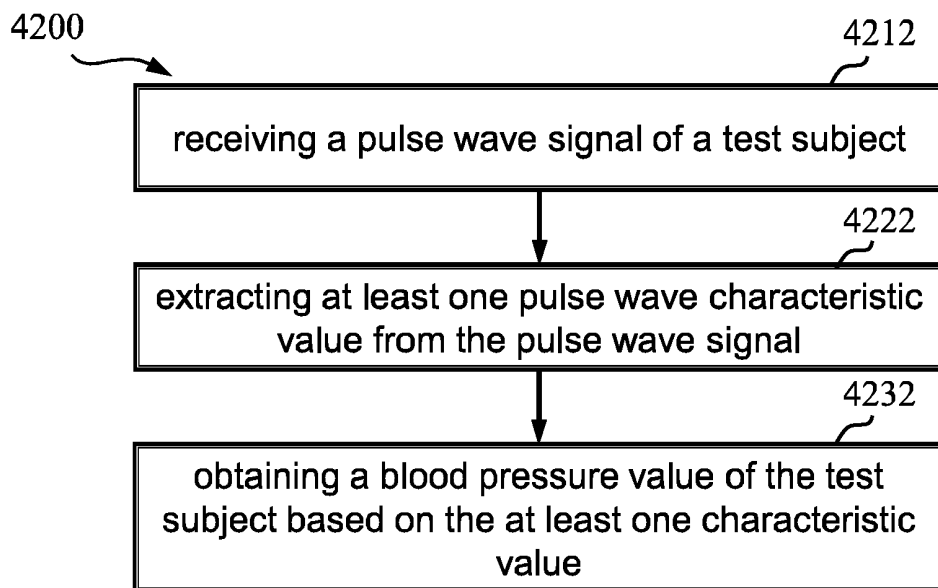 4200
4212
receiving a pulse wave signal of a test subject
4222
extracting at least one pulse wave characteristic
value from the pulse wave signal
4232
obtaining a blood pressure value of the test
subject based on the at least one characteristic
value